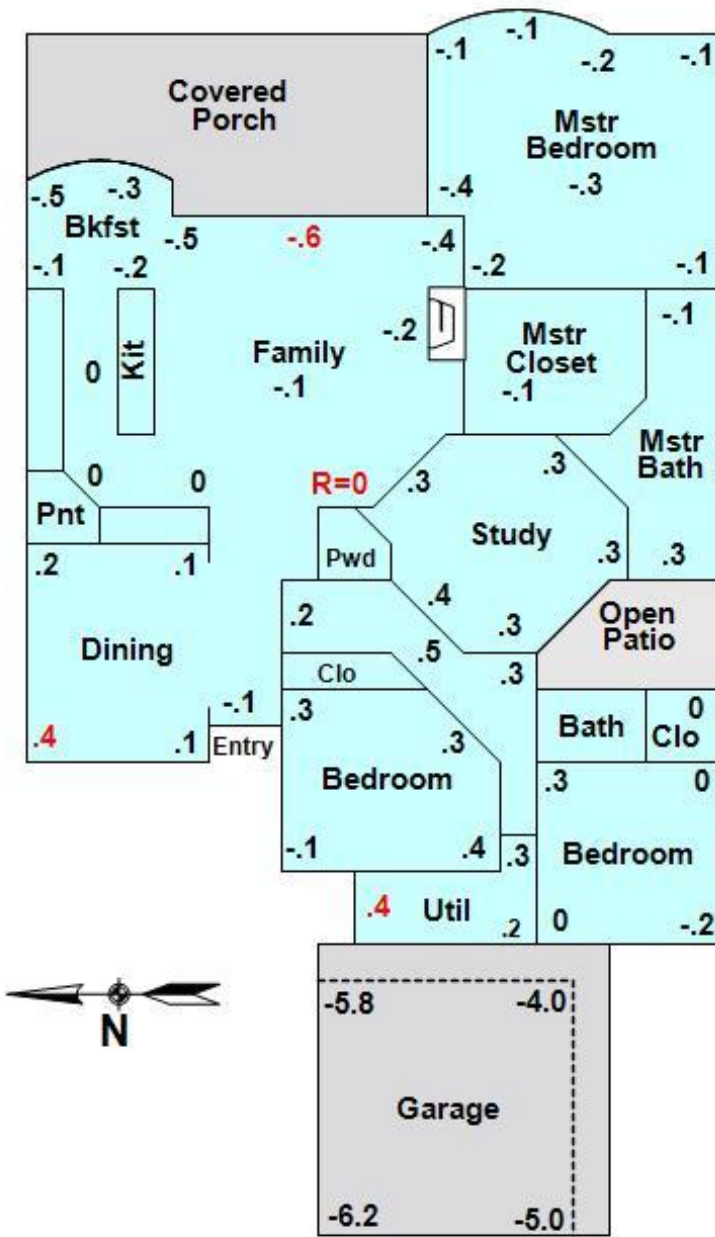 -.1
-.1 -.2 -.1
Covered
Porch
Mstr
Bedroom
-.5 -.3 -.4 -.3
Bkfst
-.5 -.6 -.4
-.1 -.2 -.2 -.1
-.1
-.2
Mstr
Closet
Family
Kit
0
-.1 -.1
Mstr
Bath
0 0 R=0 .3 .3
Pnt
Study
.2 .1 Pwd .3 .3
.4
.2 .3 Open
Patio
Dining
.5
Clo .3
-.1 .3
0
.4 .1 Entry .3 Bath Clo
Bedroom .3 0
-.1 .4 .3 Bedroom
.4 Util .2 0 -.2
N
-5.8 -4.0
Garage
-6.2 -5.0